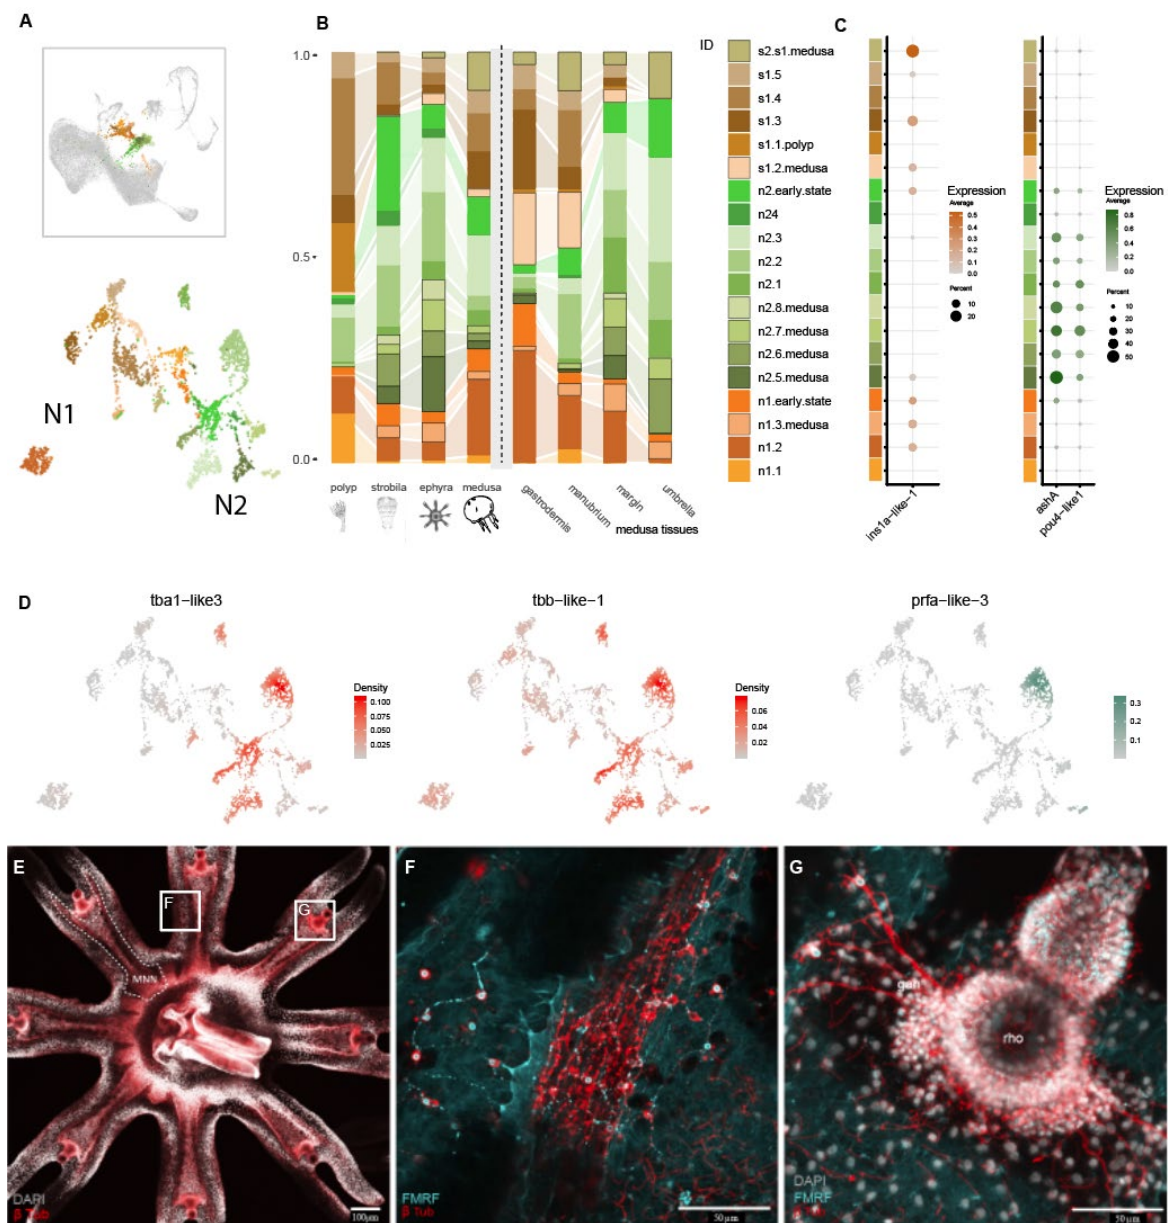 A
B
C
1.0
0.5
0.0
polyp
strobila
ephyra
medusa
gastrodermis
manubrium
margin
umbrella
medusa tissues
ID
s2.s1.medusa
s1.5
s1.4
s1.3
s1.1.polyp
s1.2.medusa
n2.early.state
n24
n2.3
n2.2
n2.1
n2.8.medusa
n2.7.medusa
n2.6.medusa
n2.5.medusa
n1.early.state
n1.3.medusa
n1.2
n1.1
N1
N2
Expression
Average
0.5
0.4
0.3
0.2
0.1
0.0
Percent
10
20
ins1a-like-1
Expression
Average
0.8
0.6
0.4
0.2
0.0
Percent
10
20
30
40
50
ashA
pou4-like1
D
tba1-like3
Density
0.100
0.075
0.050
0.025
tbb-like-1
Density
0.06
0.04
0.02
prfa-like-3
0.3
0.2
0.1
E
F
G
MNN
DAPI
β Tub
100μm
F
FMRF
β Tub
50 μm
G
gan
rho
DAPI
FMRF
β Tub
50 μm